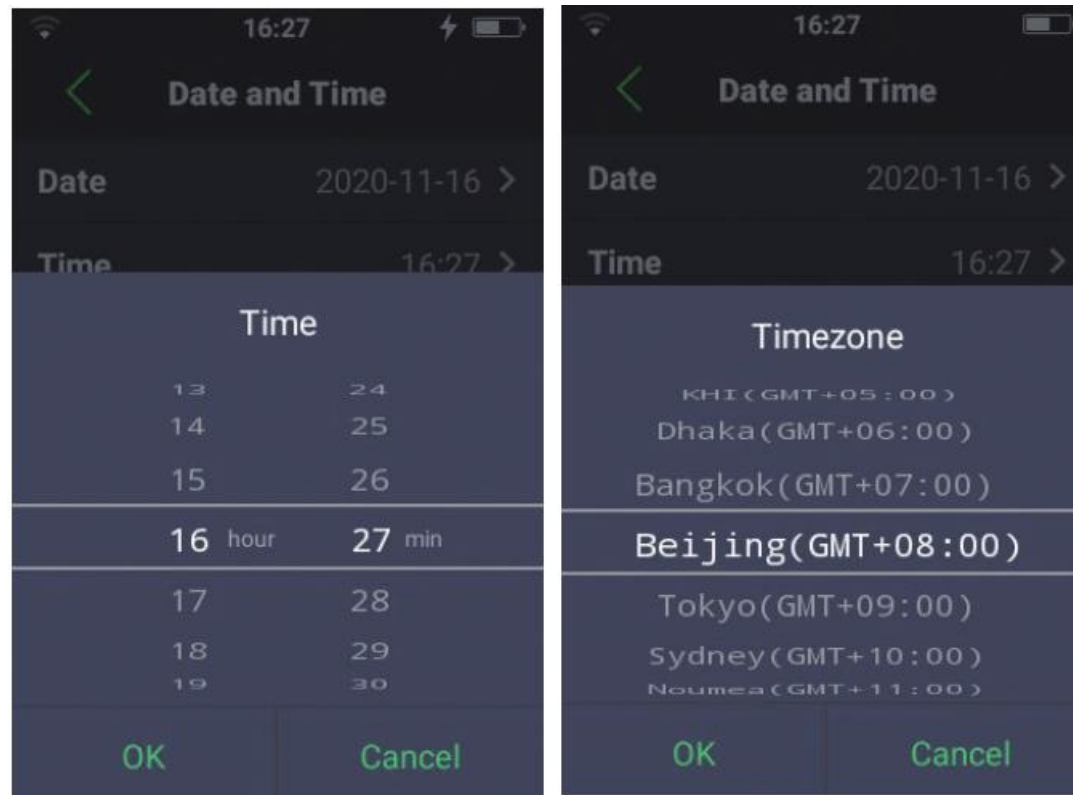 16:27
Date and Time
Date 2020-11-16 >
Time 16:27 >
Time
13 24
14 25
15 26
16 hour 27 min
17 28
18 29
19 30
OK Cancel
16:27
Date and Time
Date 2020-11-16 >
Time 16:27 >
Timezone
KHI(GMT+05:00)
Dhaka(GMT+06:00)
Bangkok(GMT+07:00)
Beijing(GMT+08:00)
Tokyo(GMT+09:00)
Sydney(GMT+10:00)
Noumea(GMT+11:00)
OK Cancel